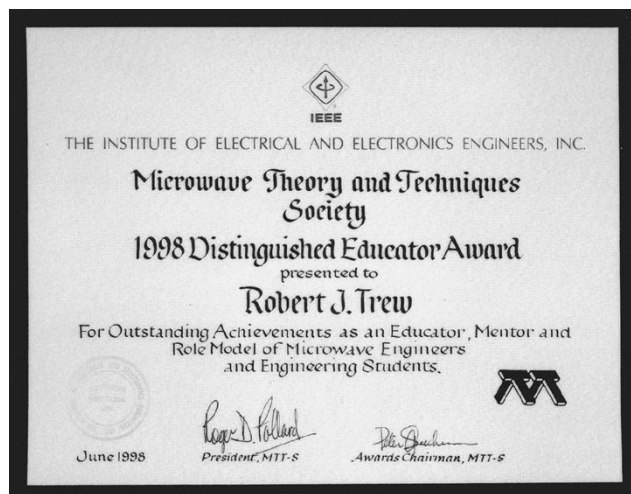 IEEE
THE INSTITUTE OF ELECTRICAL AND ELECTRONICS ENGINEERS, INC.
Microwave Theory and Techniques
Society
1998 Distinguished Educator Award
presented to
Robert J. Trew
For Outstanding Achievements as an Educator, Mentor and
Role Model of Microwave Engineers
and Engineering Students.
Roger D. Pollard
June 1998
President, MTT-S
Awards Chairman, MTT-S